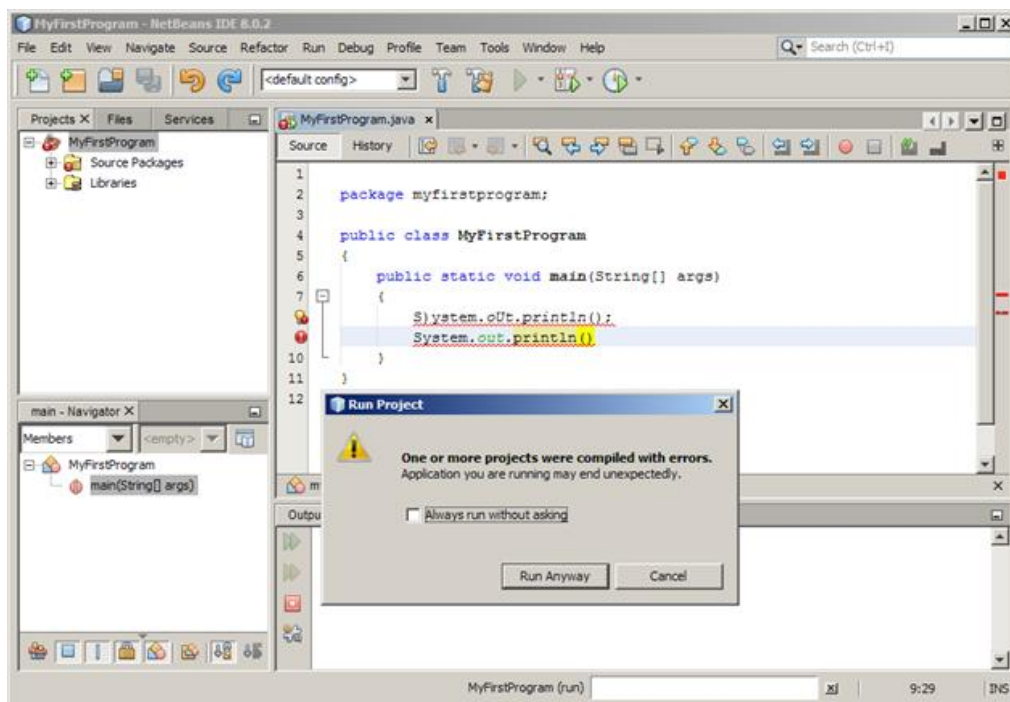 MyFirstProgram - NetBeans IDE 8.0.2
File Edit View Navigate Source Refactor Run Debug Profile Team Tools Window Help
Search (Ctrl+I)
<default config>
Projects X Files Services
MyFirstProgram
Source Packages
Libraries
MyFirstProgram.java
Source History
1
2 package myfirstprogram;
3
4 public class MyFirstProgram
5 {
6 public static void main(String[] args)
7 {
S)ystem.oUt.println();
System.out.println()
10 }
11 }
12
main - Navigator X
Members <empty>
MyFirstProgram
main(String[] args)
Run Project
One or more projects were compiled with errors.
Application you are running may end unexpectedly.
Always run without asking
Run Anyway Cancel
MyFirstProgram (run)
9:29 INS